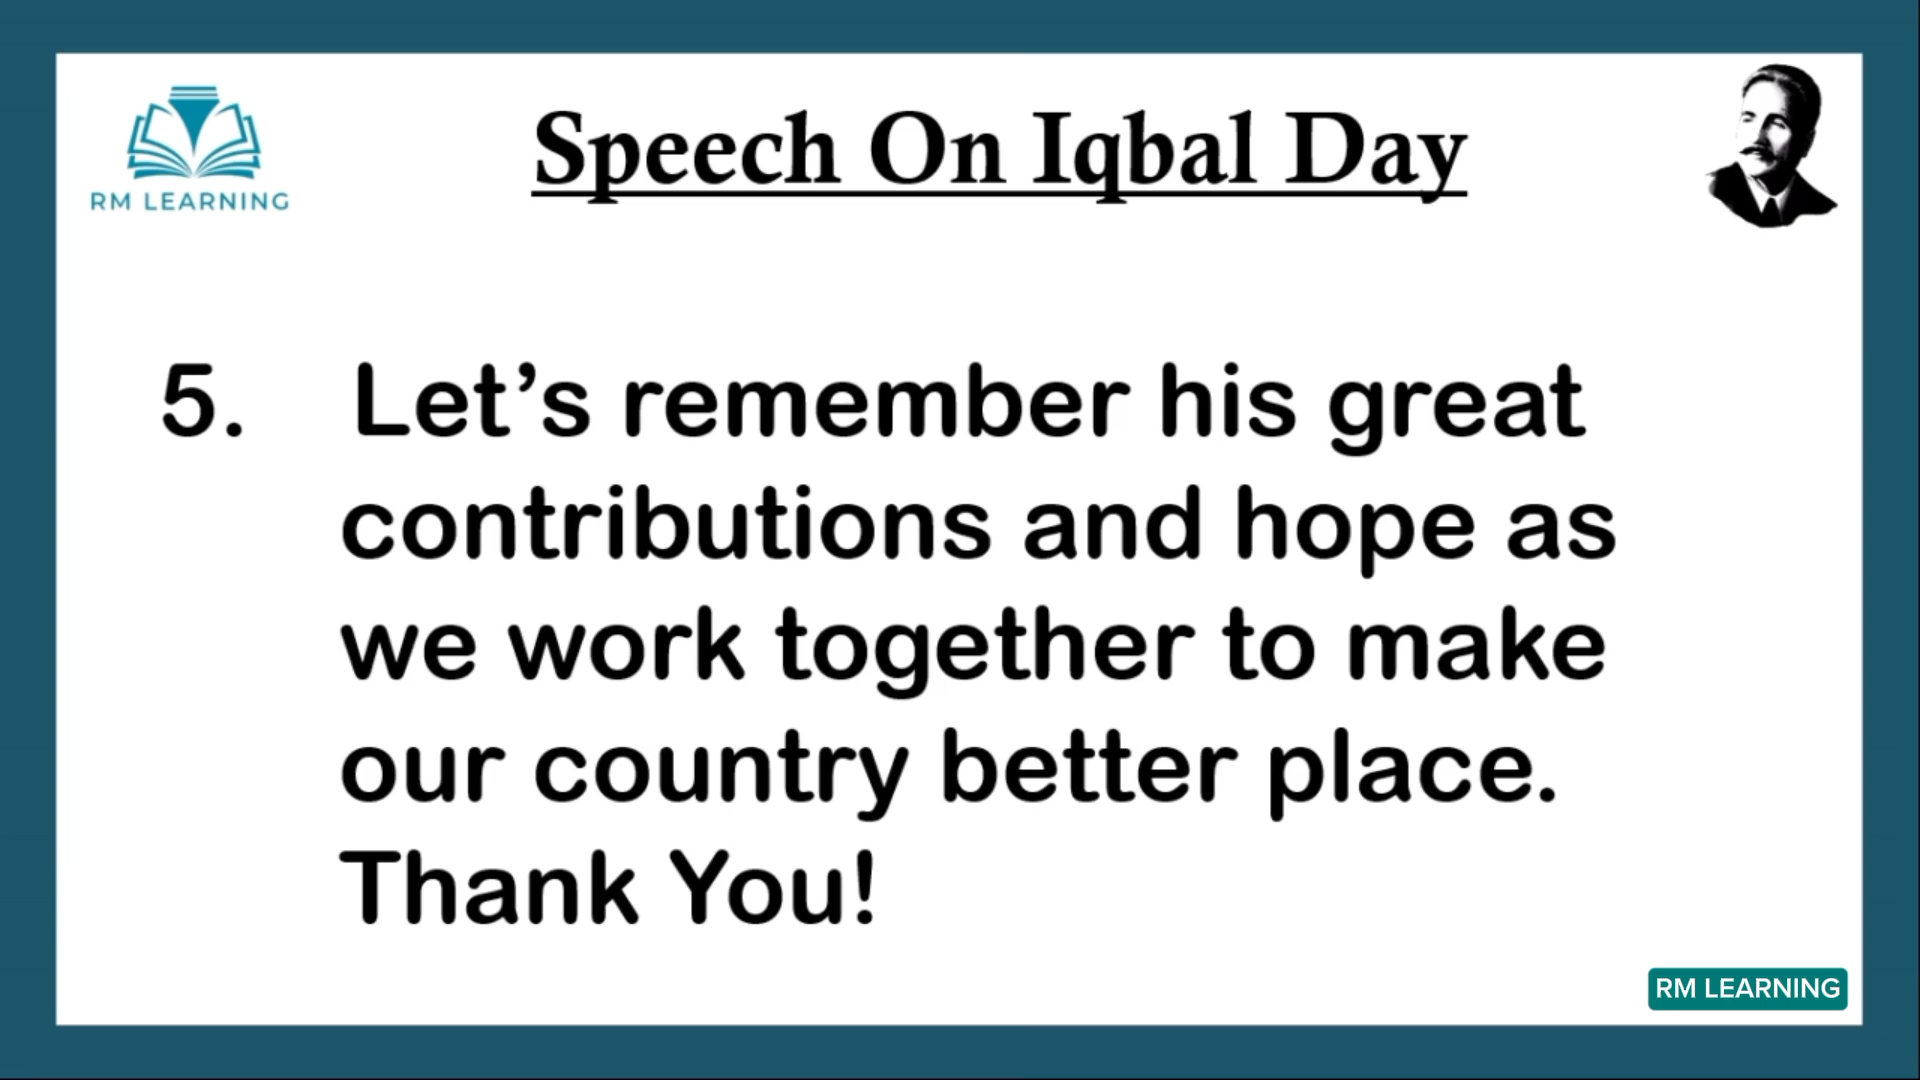 RM LEARNING
Speech On Iqbal Day
5. Let’s remember his great
contributions and hope as
we work together to make
our country better place.
Thank You!
RM LEARNING